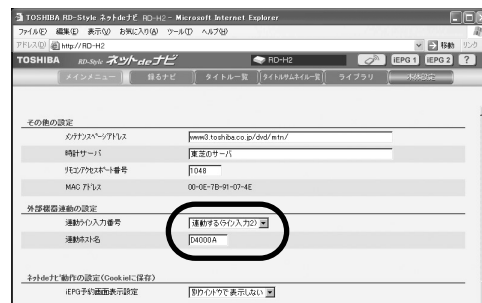 TOSHIBA RD-Style ネットdeナビ RD-H2 - Microsoft Internet Explorer
ファイル(F) 編集(E) 表示(V) お気に入り(A) ツール(T) ヘルプ(H)
アドレス(D) http://RD-H2 移動 リンク
TOSHIBA RD-Style ネットdeナビ RD-H2 iEPG 1 iEPG 2 ?
メインメニュー 録るナビ タイトル一覧 タイトルサムネイル一覧 ライブラリ 本体設定
その他の設定
メンテナンスページアドレス www3.toshiba.co.jp/dvd/mtn/
時計サーバ 東芝のサーバ
リモコンアクセスポート番号 1048
MAC アドレス 00-0E-7B-91-07-4E
外部機器連動の設定
連動ライン入力番号 連動する(ライン入力2)
連動ホスト名 D4000A
ネットdeナビ動作の設定(Cookieに保存)
iEPG予約画面表示設定 別ウィンドウで表示しない